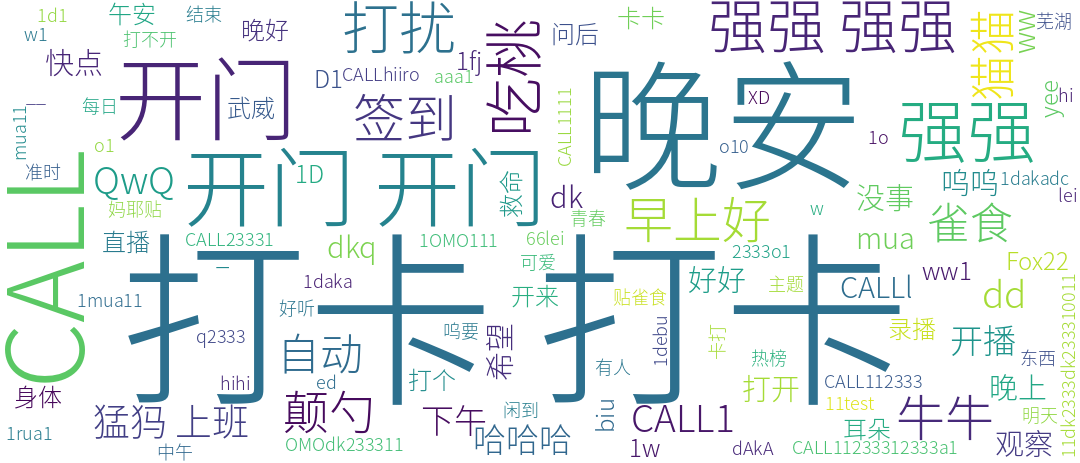 1d1
午安
结束
打扰
强强 强强
卡卡
猫猫
ww
芜湖
w1
打不开
晚好
问后
快点
开门
1fj
吃桃
D1
CALLhiiro
aaa1
晚安
XD
yee
hi
每日
武威
签到
CALL1111
强强
mua11
o1
o10
1o
准时
QwQ
开门 开门
1D
救命
dk
青春
早上好
没事
呜呜
1dakadc
lei
妈耶贴
w
雀食
CALL
直播
CALL23331
dkq
1OMO111
66lei
2333o1
mua
打卡 打卡
可爱
ww1
Fox22
1mua11
1daka
好听
开来
贴雀食
好好
主题
CALLl
dd
q2333
呜要
希望
1debu
卡打
录播
开播
11dk2333dk233310011
自动
有人
热榜
东西
身体
hihi
ed
打个
打开
CALL112333
晚上
猛犸
上班
颠勺
下午
闲到
biu
CALL1
11test
牛牛
明天
1rua1
中午
OMOdk233311
哈哈哈
1w
dAkA
CALL11233312333a1
耳朵
观察